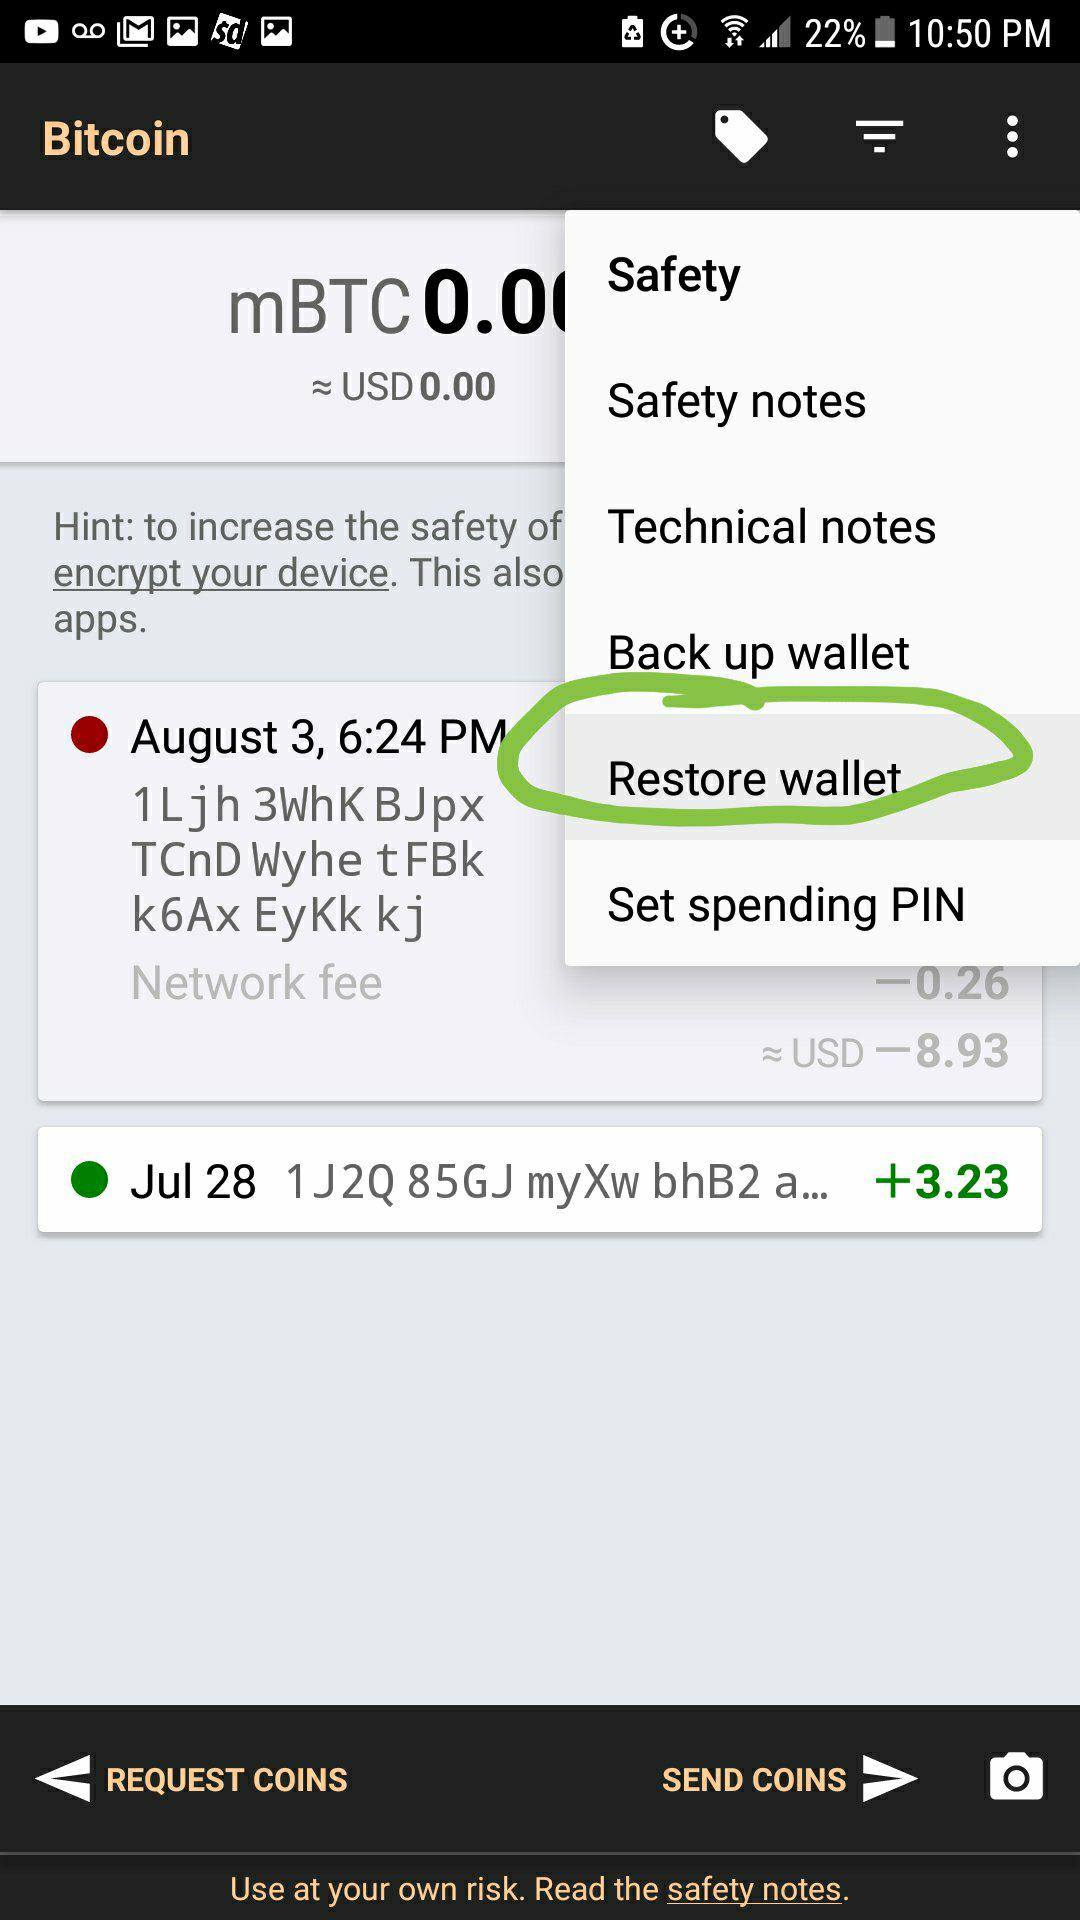 22% 10:50 PM
Bitcoin
mBTC 0.0
≈ USD 0.00
Safety
Safety notes
Technical notes
Back up wallet
Restore wallet
Set spending PIN
Hint: to increase the safety of
encrypt your device. This also
apps.
August 3, 6:24 PM
1Ljh 3WhK BJpx
TCnD Wyhe tFBk
k6Ax EyKk kj
Network fee −0.26
≈ USD −8.93
Jul 28 1J2Q 85GJ myXw bhB2 a… +3.23
REQUEST COINS SEND COINS
Use at your own risk. Read the safety notes.